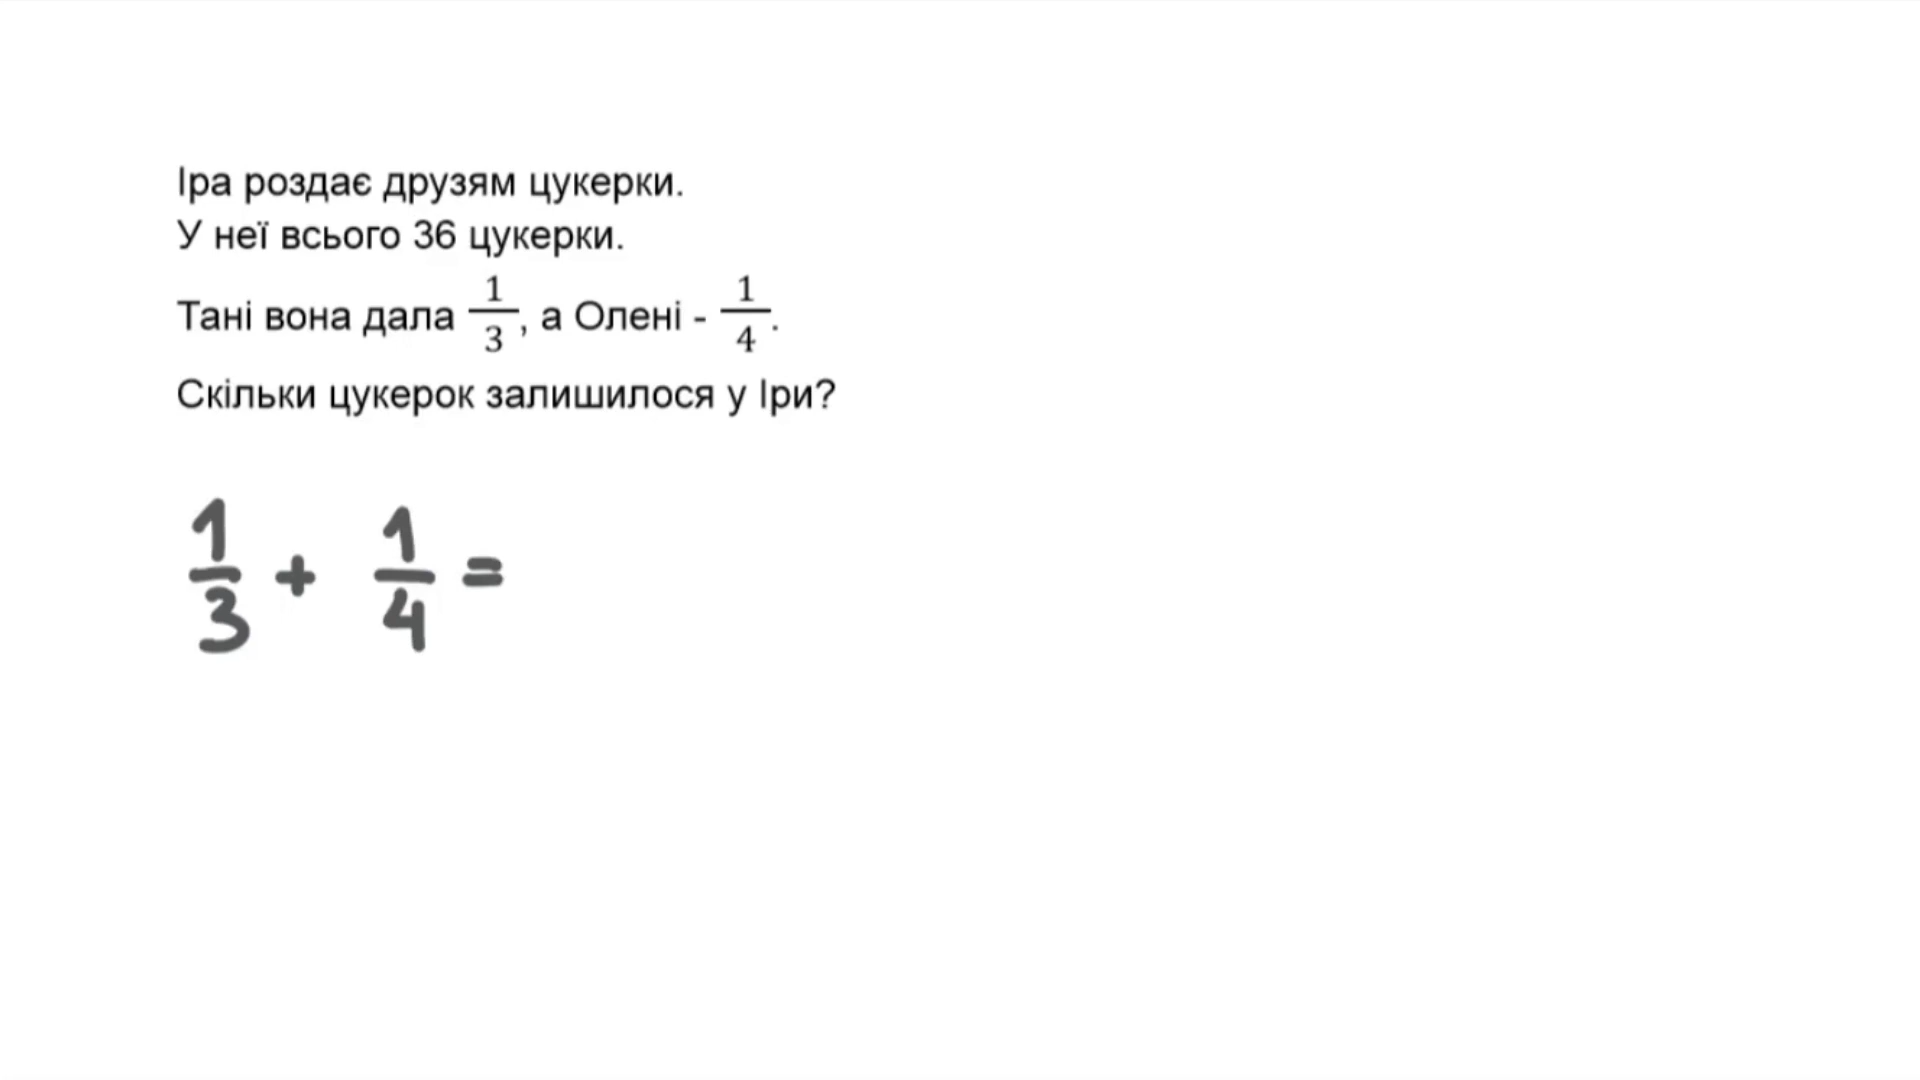 Іра роздає друзям цукерки.
У неї всього 36 цукерки.
Тані вона дала 1/3, а Олені - 1/4.
Скільки цукерок залишилося у Іри?
1/3 + 1/4 =